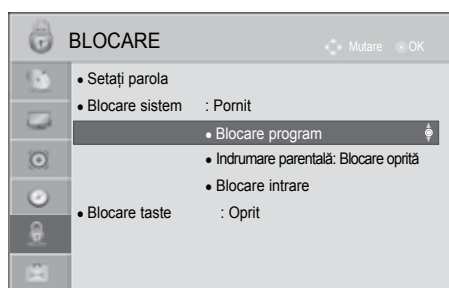 BLOCARE
Mutare OK
• Setați parola
• Blocare sistem : Pornit
• Blocare program
• Indrumare parentală: Blocare oprită
• Blocare intrare
• Blocare taste : Oprit